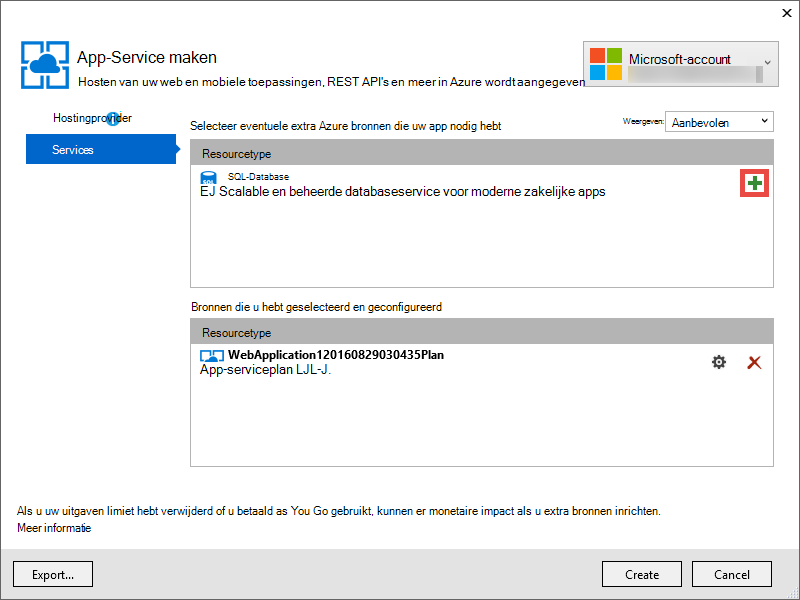 App-Service maken
Hosten van uw web en mobiele toepassingen, REST API's en meer in Azure wordt aangegeven
Microsoft-account
Hostingprovider
Services
Selecteer eventuele extra Azure bronnen die uw app nodig hebt
Weergeven:
Aanbevolen
Resourcetype
SQL
SQL-Database
EJ Scalable en beheerde databaseservice voor moderne zakelijke apps
Bronnen die u hebt geselecteerd en geconfigureerd
Resourcetype
WebApplication120160829030435Plan
App-serviceplan LJL-J.
Als u uw uitgaven limiet hebt verwijderd of u betaald as You Go gebruikt, kunnen er monetaire impact als u extra bronnen inrichten.
Meer informatie
Export...
Create
Cancel